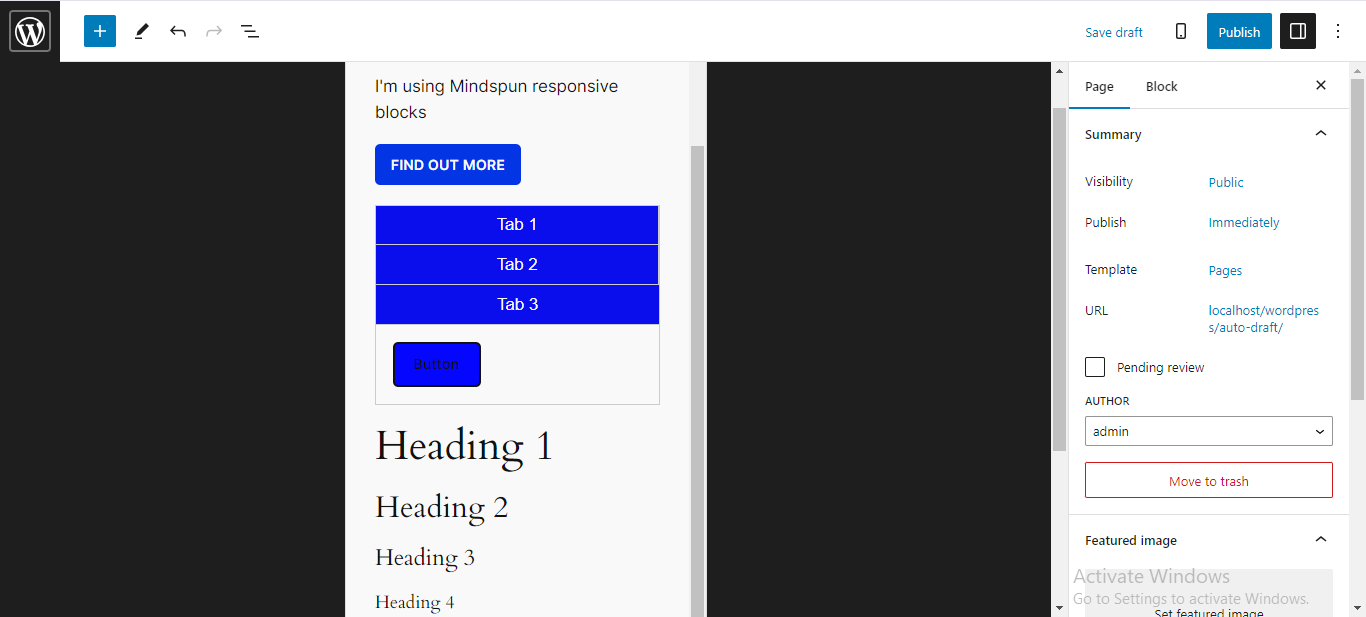 Save draft
Publish
I'm using Mindspun responsive
blocks
FIND OUT MORE
Tab 1
Tab 2
Tab 3
Button
Heading 1
Heading 2
Heading 3
Heading 4
Page
Block
Summary
Visibility
Public
Publish
Immediately
Template
Pages
URL
localhost/wordpres
s/auto-draft/
Pending review
AUTHOR
admin
Move to trash
Featured image
Activate Windows
Go to Settings to activate Windows.
Set featured image